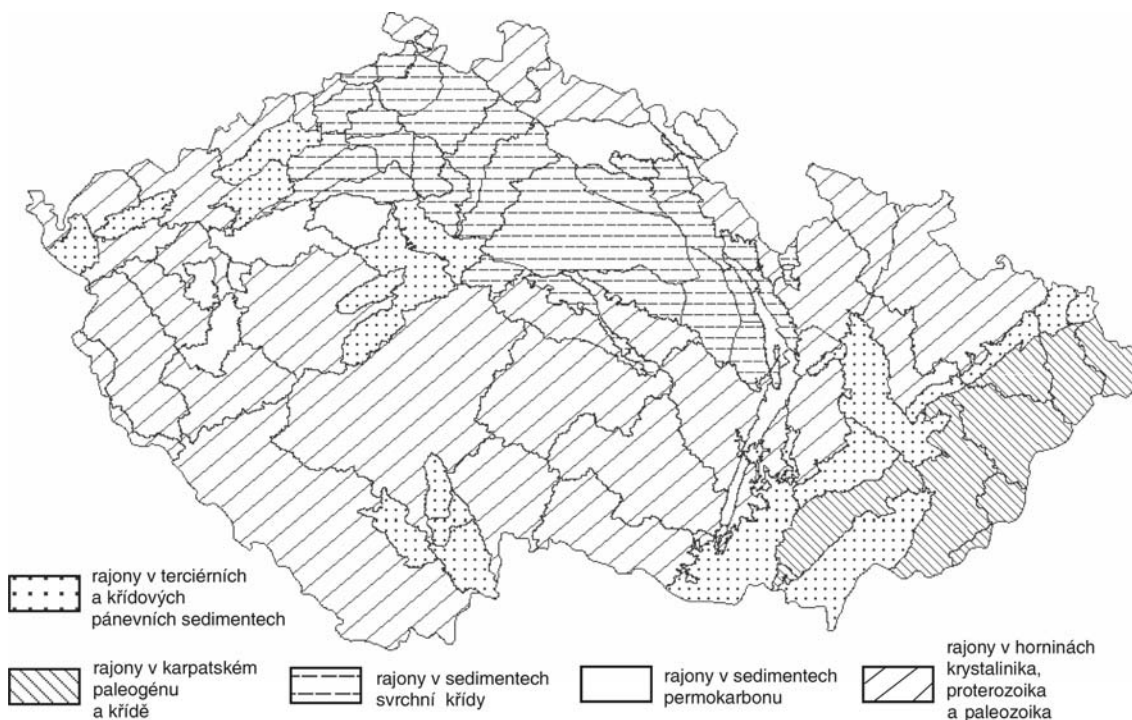 rajony v terciérních
a křídových
pánevních sedimentech
rajony v karpatském
paleogénu
a křídě
rajony v sedimentech
svrchní křídy
rajony v sedimentech
permokarbonu
rajony v horninách
krystalinika,
proterozoika
a paleozoika